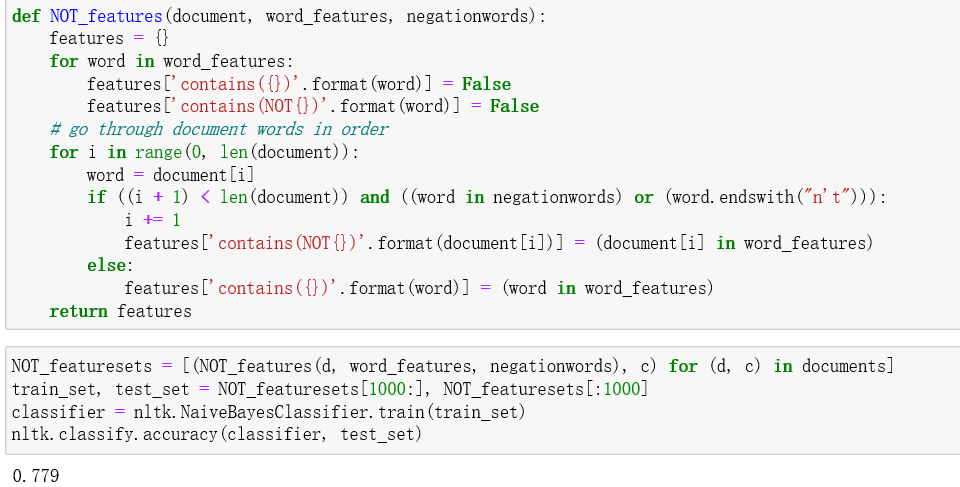 def NOT_features(document, word_features, negationwords):
    features = {}
    for word in word_features:
        features['contains({})'.format(word)] = False
        features['contains(NOT{})'.format(word)] = False
    # go through document words in order
    for i in range(0, len(document)):
        word = document[i]
        if ((i + 1) < len(document)) and ((word in negationwords) or (word.endswith("n't"))):
            i += 1
            features['contains(NOT{})'.format(document[i])] = (document[i] in word_features)
        else:
            features['contains({})'.format(word)] = (word in word_features)
    return features
NOT_featuresets = [(NOT_features(d, word_features, negationwords), c) for (d, c) in documents]
train_set, test_set = NOT_featuresets[1000:], NOT_featuresets[:1000]
classifier = nltk.NaiveBayesClassifier.train(train_set)
nltk.classify.accuracy(classifier, test_set)
0.779